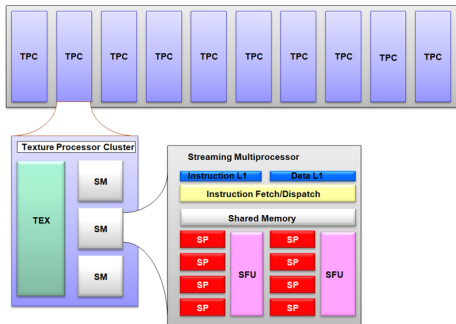 TPC TPC TPC TPC TPC TPC TPC TPC TPC TPC
Texture Processor Cluster
TEX
SM
SM
SM
Streaming Multiprocessor
Instruction L1 Data L1
Instruction Fetch/Dispatch
Shared Memory
SP SP
SP SP
SFU SFU
SP SP
SP SP